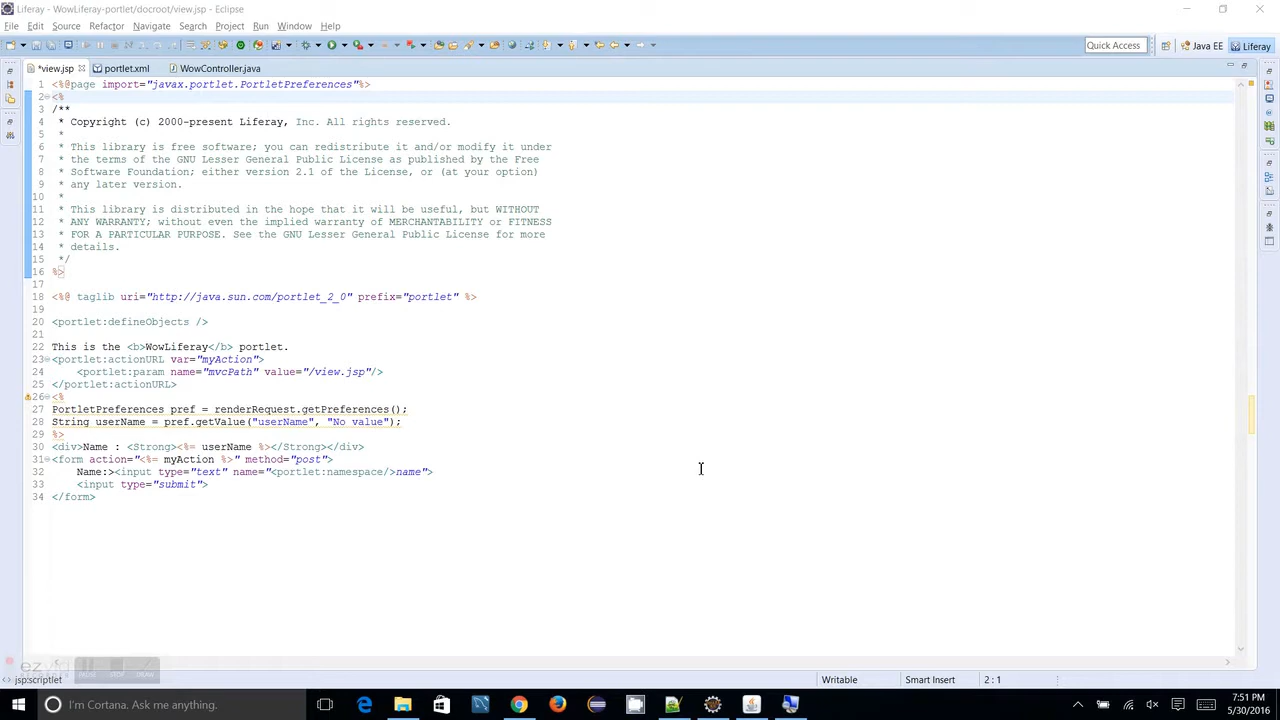 Liferay - WowLiferay-portlet/docroot/view.jsp - Eclipse
File Edit Source Refactor Navigate Search Project Run Window Help
Quick Access Java EE Liferay
*view.jsp portlet.xml WowController.java
1 <%@page import="javax.portlet.PortletPreferences"%>
2 <%
3 /**
4 * Copyright (c) 2000-present Liferay, Inc. All rights reserved.
5 *
6 * This library is free software; you can redistribute it and/or modify it under
7 * the terms of the GNU Lesser General Public License as published by the Free
8 * Software Foundation; either version 2.1 of the License, or (at your option)
9 * any later version.
10 *
11 * This library is distributed in the hope that it will be useful, but WITHOUT
12 * ANY WARRANTY; without even the implied warranty of MERCHANTABILITY or FITNESS
13 * FOR A PARTICULAR PURPOSE. See the GNU Lesser General Public License for more
14 * details.
15 */
16 %>
17
18 <%@ taglib uri="http://java.sun.com/portlet_2_0" prefix="portlet" %>
19
20 <portlet:defineObjects />
21
22 This is the <b>WowLiferay</b> portlet.
23 <portlet:actionURL var="myAction">
24 <portlet:param name="mvcPath" value="/view.jsp"/>
25 </portlet:actionURL>
26 <%
27 PortletPreferences pref = renderRequest.getPreferences();
28 String userName = pref.getValue("userName", "No value");
29 %>
30 <div>Name : <Strong><%= userName %></Strong></div>
31 <form action="<%= myAction %>" method="post">
32 Name:><input type="text" name="<portlet:namespace/>name">
33 <input type="submit">
34 </form>
PAUSE STOP DRAW
jsp:scriptlet Writable Smart Insert 2 : 1
I'm Cortana. Ask me anything.
7:51 PM
5/30/2016